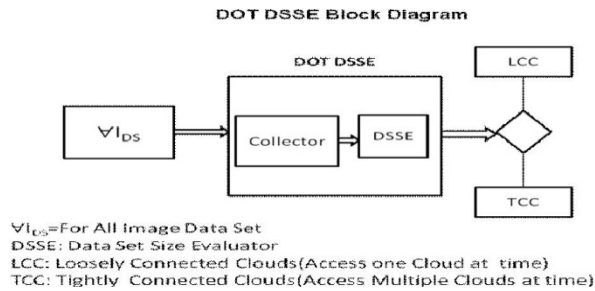 DOT DSSE Block Diagram
DOT DSSE
LCC
∀I_DS
Collector
DSSE
TCC
∀I_DS=For All Image Data Set
DSSE: Data Set Size Evaluator
LCC: Loosely Connected Clouds(Access one Cloud at time)
TCC: Tightly Connected Clouds(Access Multiple Clouds at time)